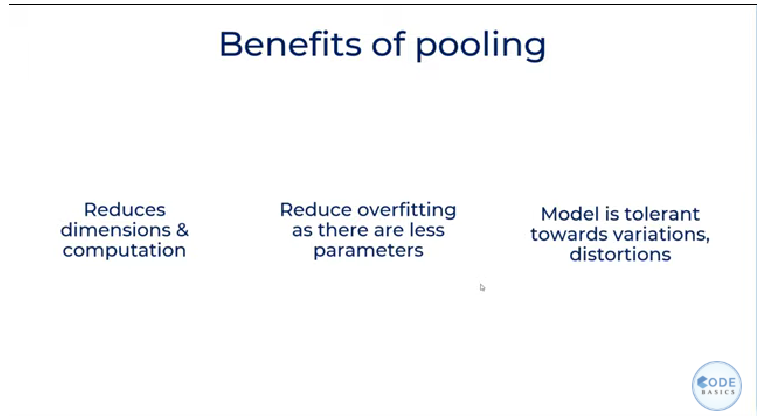 Benefits of pooling
Reduces
dimensions &
computation
Reduce overfitting
as there are less
parameters
Model is tolerant
towards variations,
distortions
CODE
BASICS